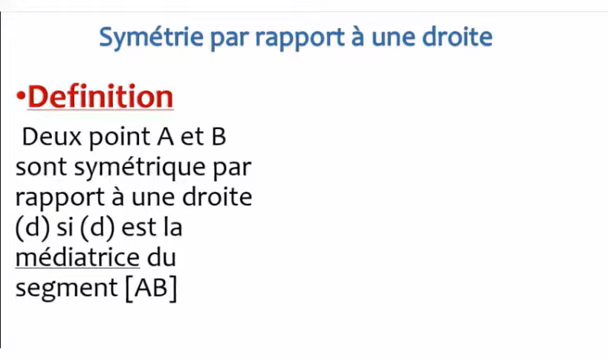 Symétrie par rapport à une droite
•Definition
Deux point A et B
sont symétrique par
rapport à une droite
(d) si (d) est la
médiatrice du
segment [AB]